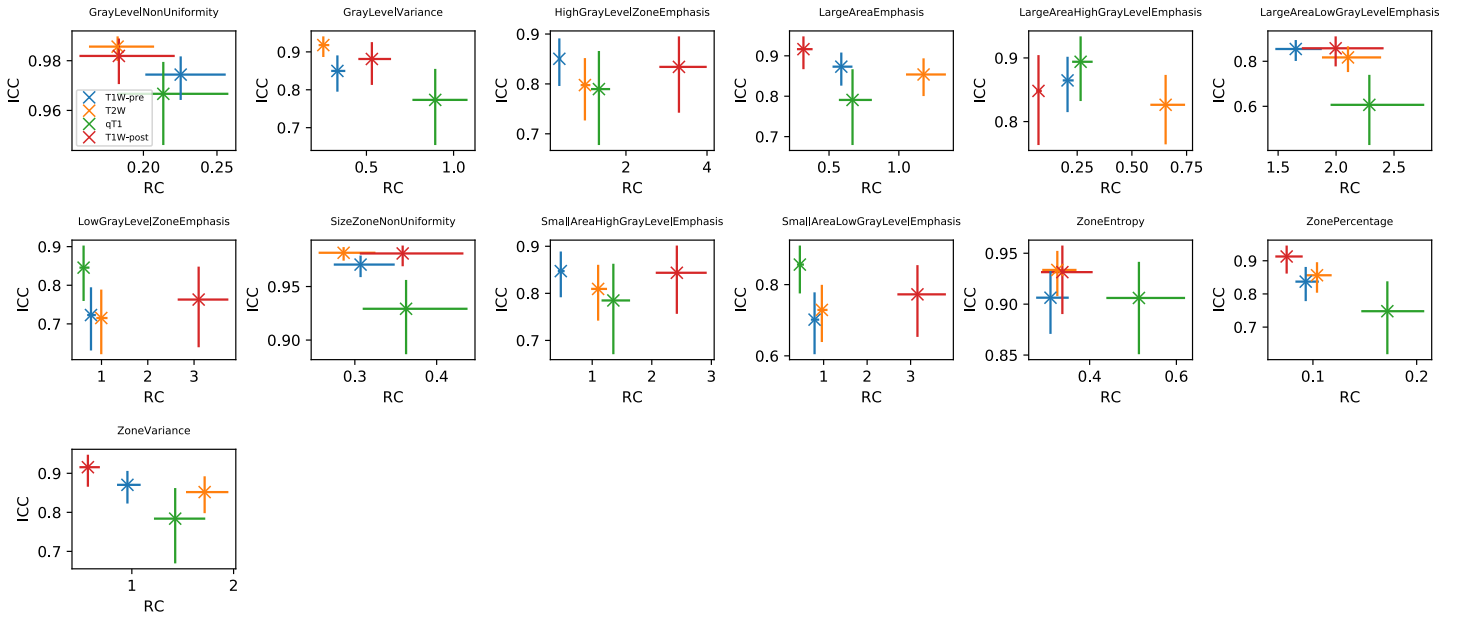 GrayLevelNonUniformity
ICC
0.98
0.96
T1W-pre
T2W
qT1
T1W-post
0.20
0.25
RC
GrayLevelVariance
ICC
0.9
0.8
0.7
0.5
1.0
RC
HighGrayLevelZoneEmphasis
ICC
0.9
0.8
0.7
2
4
RC
LargeAreaEmphasis
ICC
0.9
0.8
0.7
0.5
1.0
RC
LargeAreaHighGrayLevelEmphasis
ICC
0.9
0.8
0.25
0.50
0.75
RC
LargeAreaLowGrayLevelEmphasis
ICC
0.8
0.6
1.5
2.0
2.5
RC
LowGrayLevelZoneEmphasis
ICC
0.9
0.8
0.7
1
2
3
RC
SizeZoneNonUniformity
ICC
0.95
0.90
0.3
0.4
RC
SmallAreaHighGrayLevelEmphasis
ICC
0.9
0.8
0.7
1
2
3
RC
SmallAreaLowGrayLevelEmphasis
ICC
0.8
0.6
1
2
3
RC
ZoneEntropy
ICC
0.95
0.90
0.85
0.4
0.6
RC
ZonePercentage
ICC
0.9
0.8
0.7
0.1
0.2
RC
ZoneVariance
ICC
0.9
0.8
0.7
1
2
RC